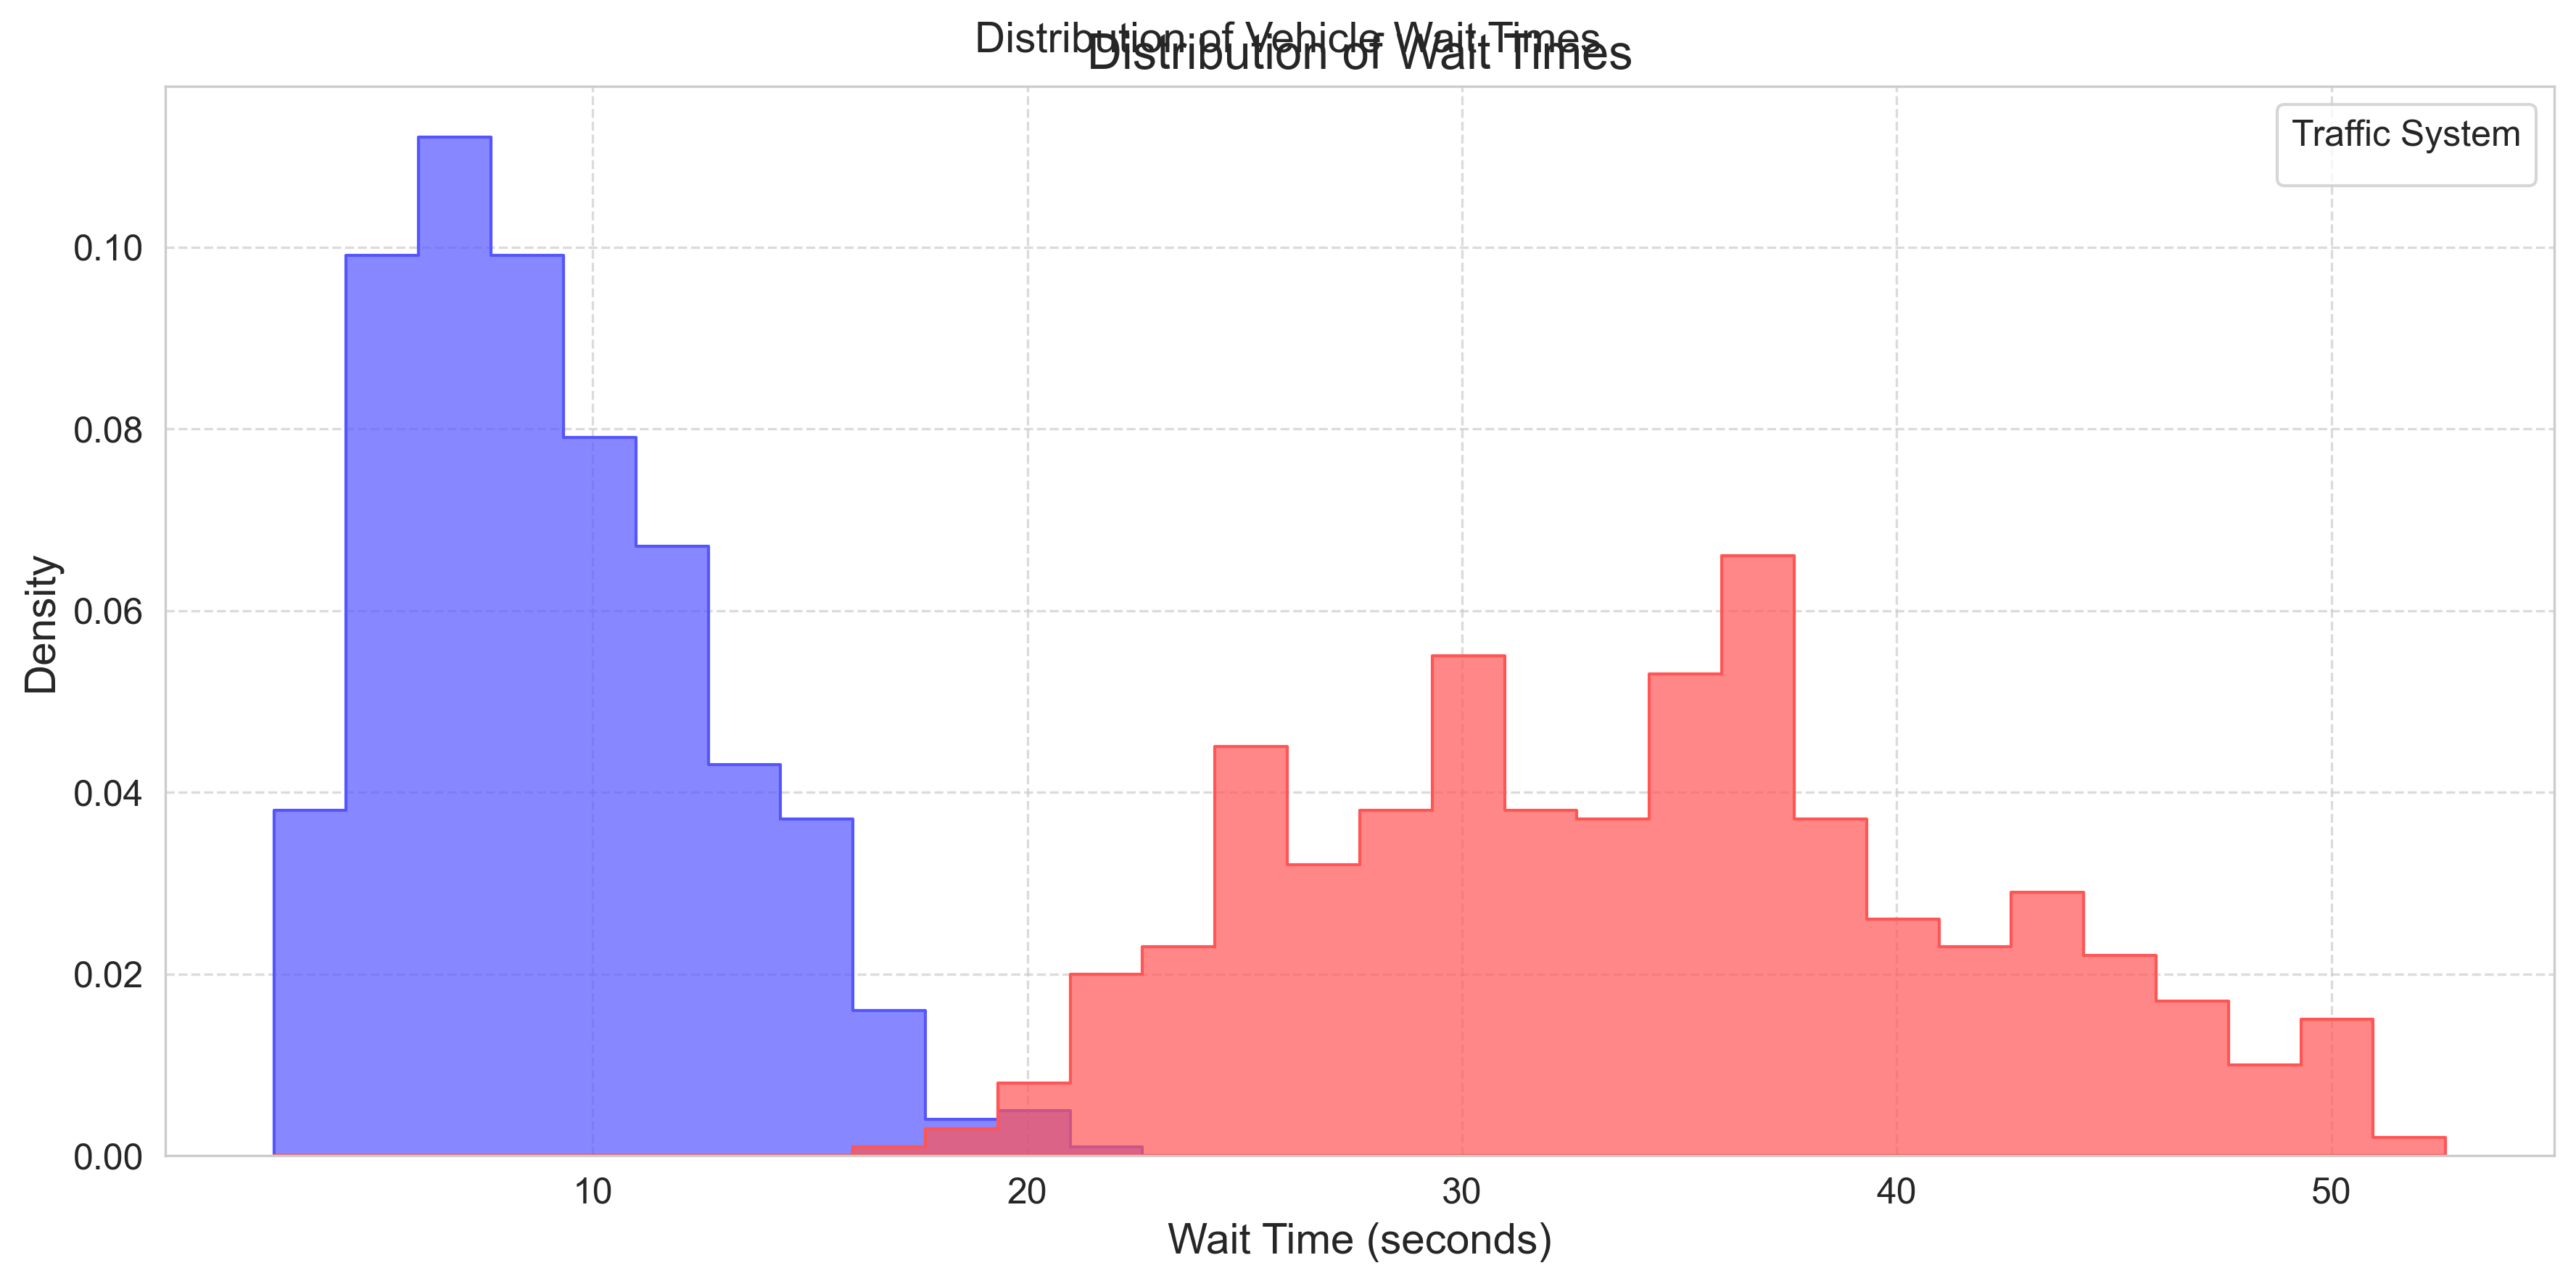 Distribution of Vehicle Wait Times
Distribution of Wait Times
Traffic System
0.10
0.08
0.06
0.04
0.02
0.00
Density
10 20 30 40 50
Wait Time (seconds)